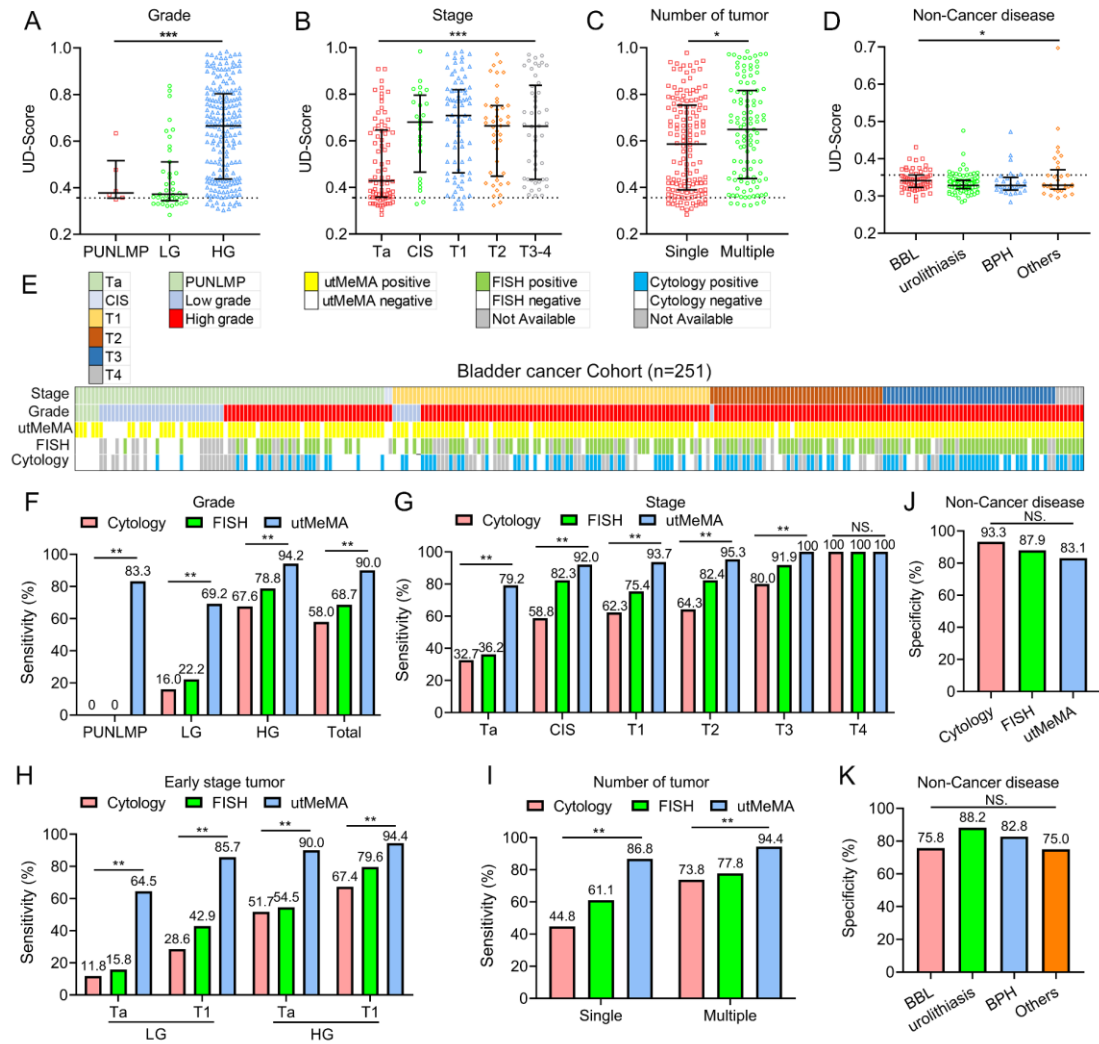 A
Grade
***
UD-Score
1.0
0.8
0.6
0.4
0.2
PUNLMP LG HG
B
Stage
***
UD-Score
1.0
0.8
0.6
0.4
0.2
Ta CIS T1 T2 T3-4
C
Number of tumor
*
UD-Score
1.0
0.8
0.6
0.4
0.2
Single Multiple
D
Non-Cancer disease
*
UD-Score
0.7
0.6
0.5
0.4
0.3
0.2
BBL urolithiasis BPH Others
E
Ta
CIS
T1
T2
T3
T4
PUNLMP
Low grade
High grade
utMeMA positive
utMeMA negative
FISH positive
FISH negative
Not Available
Cytology positive
Cytology negative
Not Available
Bladder cancer Cohort (n=251)
Stage
Grade
utMeMA
FISH
Cytology
F
Grade
Cytology FISH utMeMA
Sensitivity (%)
100
80
60
40
20
0
** ** ** **
0 0 83.3 16.0 22.2 69.2 67.6 78.8 94.2 58.0 68.7 90.0
PUNLMP LG HG Total
G
Stage
Cytology FISH utMeMA
Sensitivity (%)
100
80
60
40
20
0
** ** ** ** ** NS.
32.7 36.2 79.2 58.8 82.3 92.0 62.3 75.4 93.7 64.3 82.4 95.3 80.0 91.9 100 100 100 100
Ta CIS T1 T2 T3 T4
J
Non-Cancer disease
NS.
Specificity (%)
100
80
60
40
20
0
93.3 87.9 83.1
Cytology FISH utMeMA
H
Early stage tumor
Cytology FISH utMeMA
Sensitivity (%)
100
80
60
40
20
0
** ** ** **
11.8 15.8 64.5 28.6 42.9 85.7 51.7 54.5 90.0 67.4 79.6 94.4
Ta T1 Ta T1
LG HG
I
Number of tumor
Cytology FISH utMeMA
Sensitivity (%)
100
80
60
40
20
0
** **
44.8 61.1 86.8 73.8 77.8 94.4
Single Multiple
K
Non-Cancer disease
NS.
Specificity (%)
100
80
60
40
20
0
75.8 88.2 82.8 75.0
BBL urolithiasis BPH Others